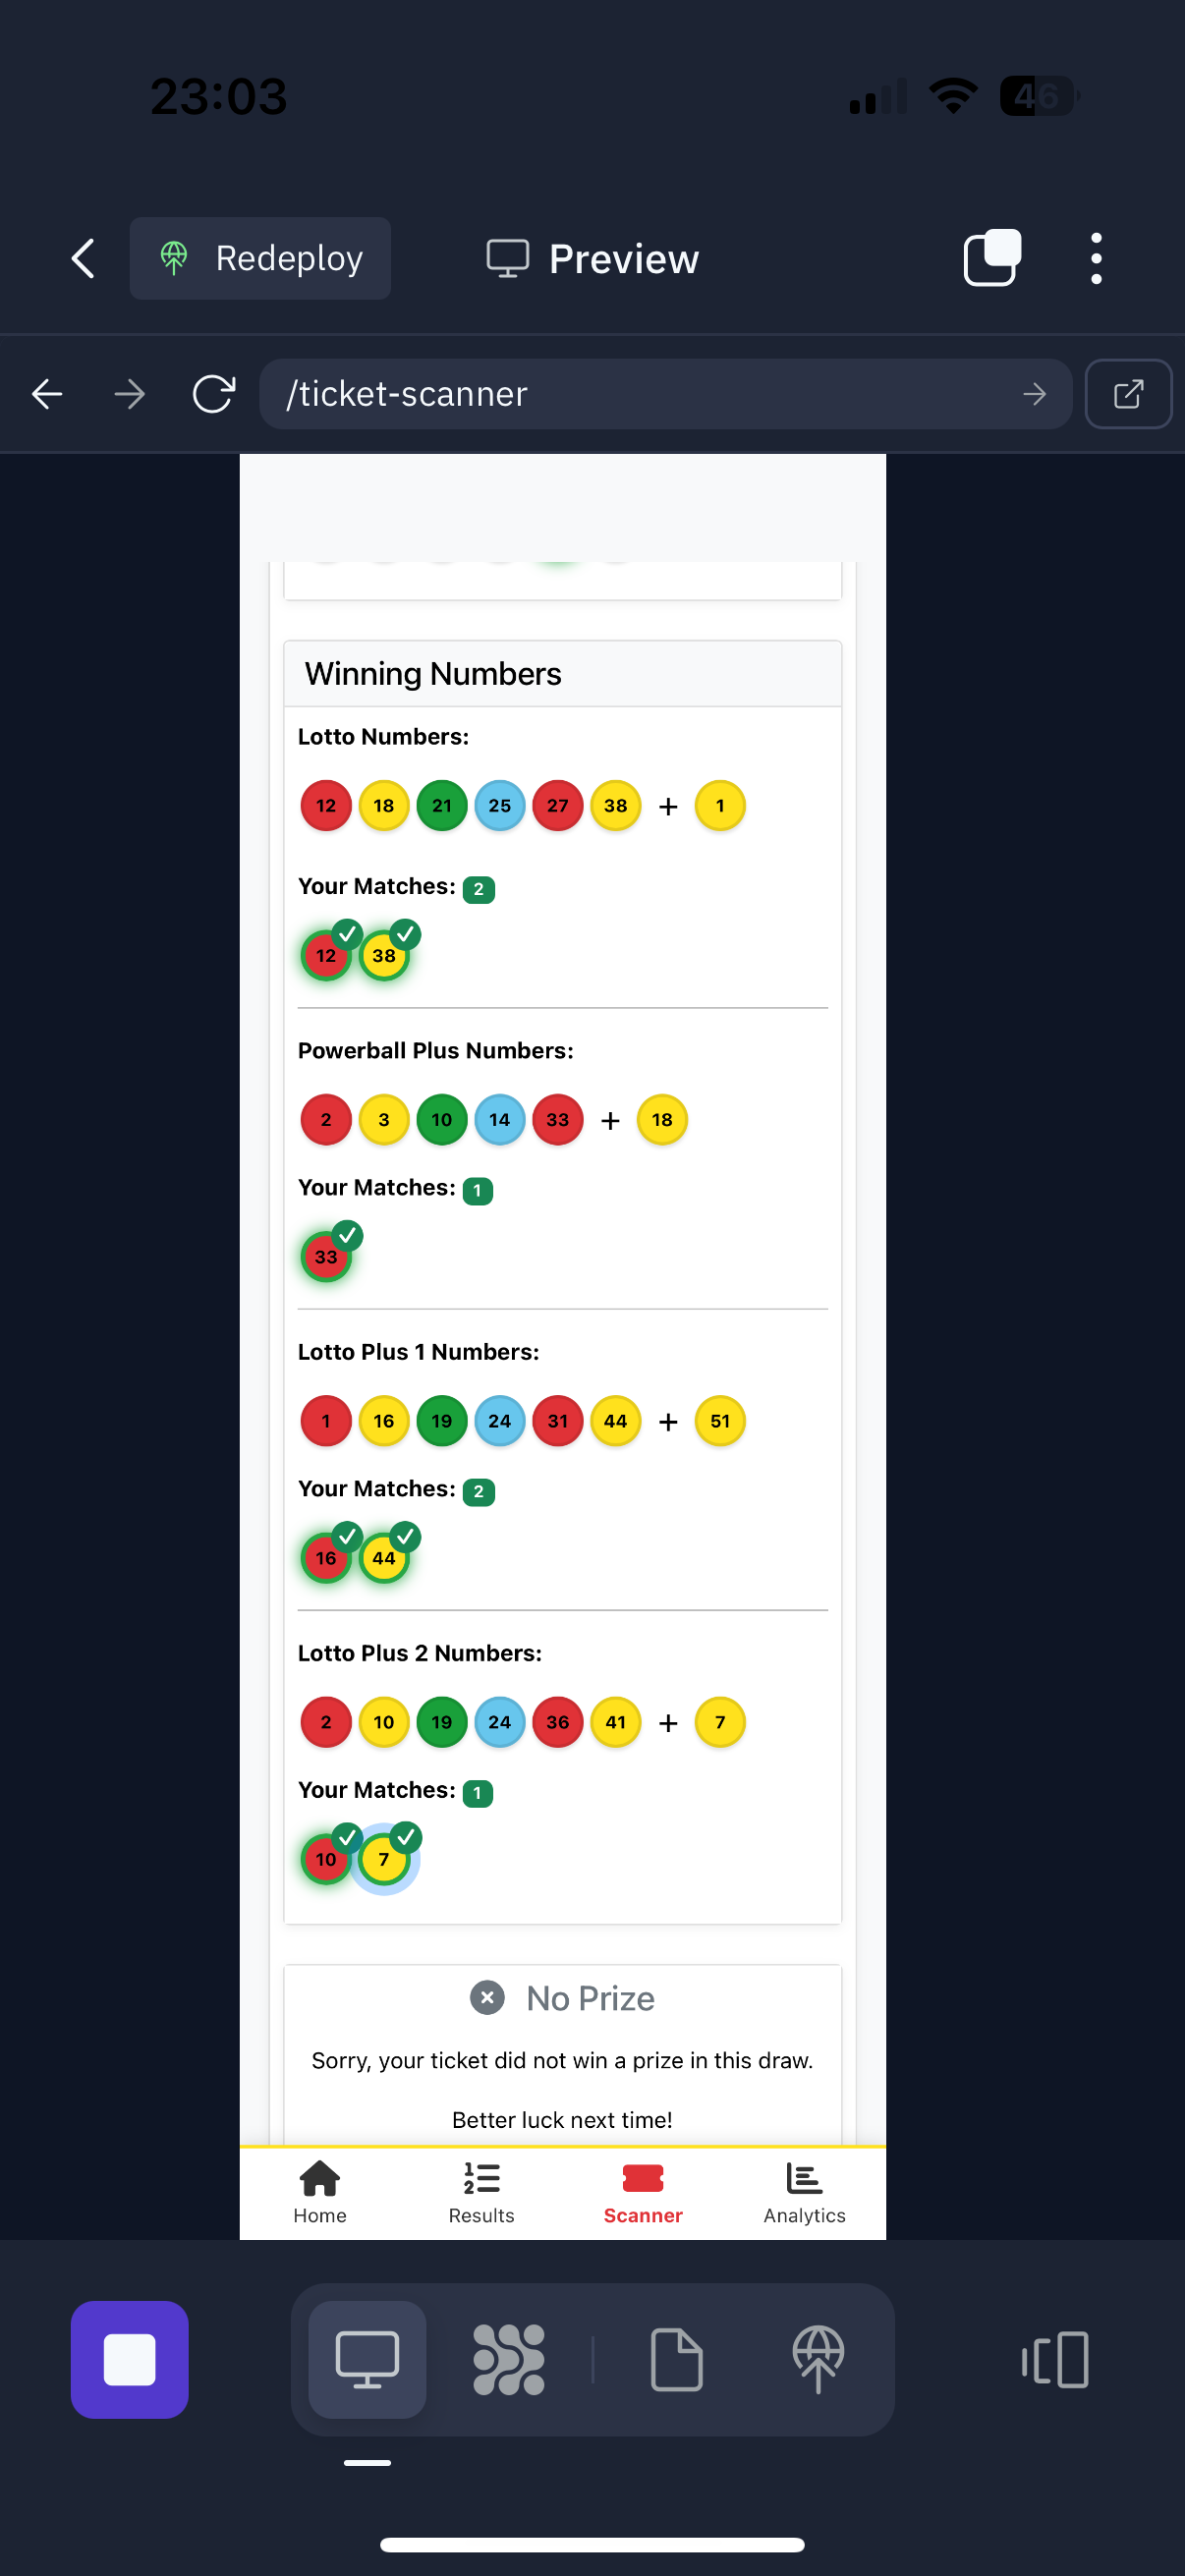 23:03
46
Redeploy
Preview
/ticket-scanner
Winning Numbers
Lotto Numbers:
12 18 21 25 27 38 + 1
Your Matches: 2
12 38
Powerball Plus Numbers:
2 3 10 14 33 + 18
Your Matches: 1
33
Lotto Plus 1 Numbers:
1 16 19 24 31 44 + 51
Your Matches: 2
16 44
Lotto Plus 2 Numbers:
2 10 19 24 36 41 + 7
Your Matches: 1
10 7
No Prize
Sorry, your ticket did not win a prize in this draw.
Better luck next time!
Home Results Scanner Analytics